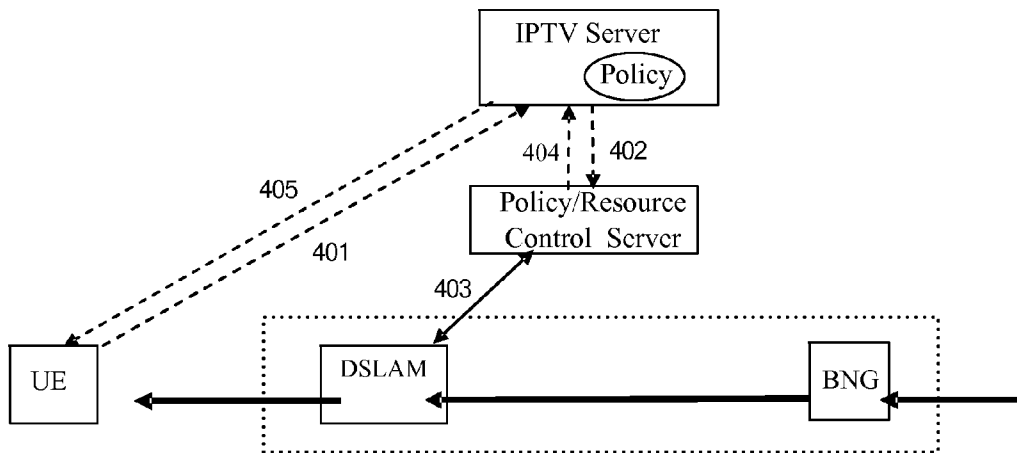 IPTV Server
Policy
404
402
405
Policy/Resource
Control Server
401
403
UE
DSLAM
BNG